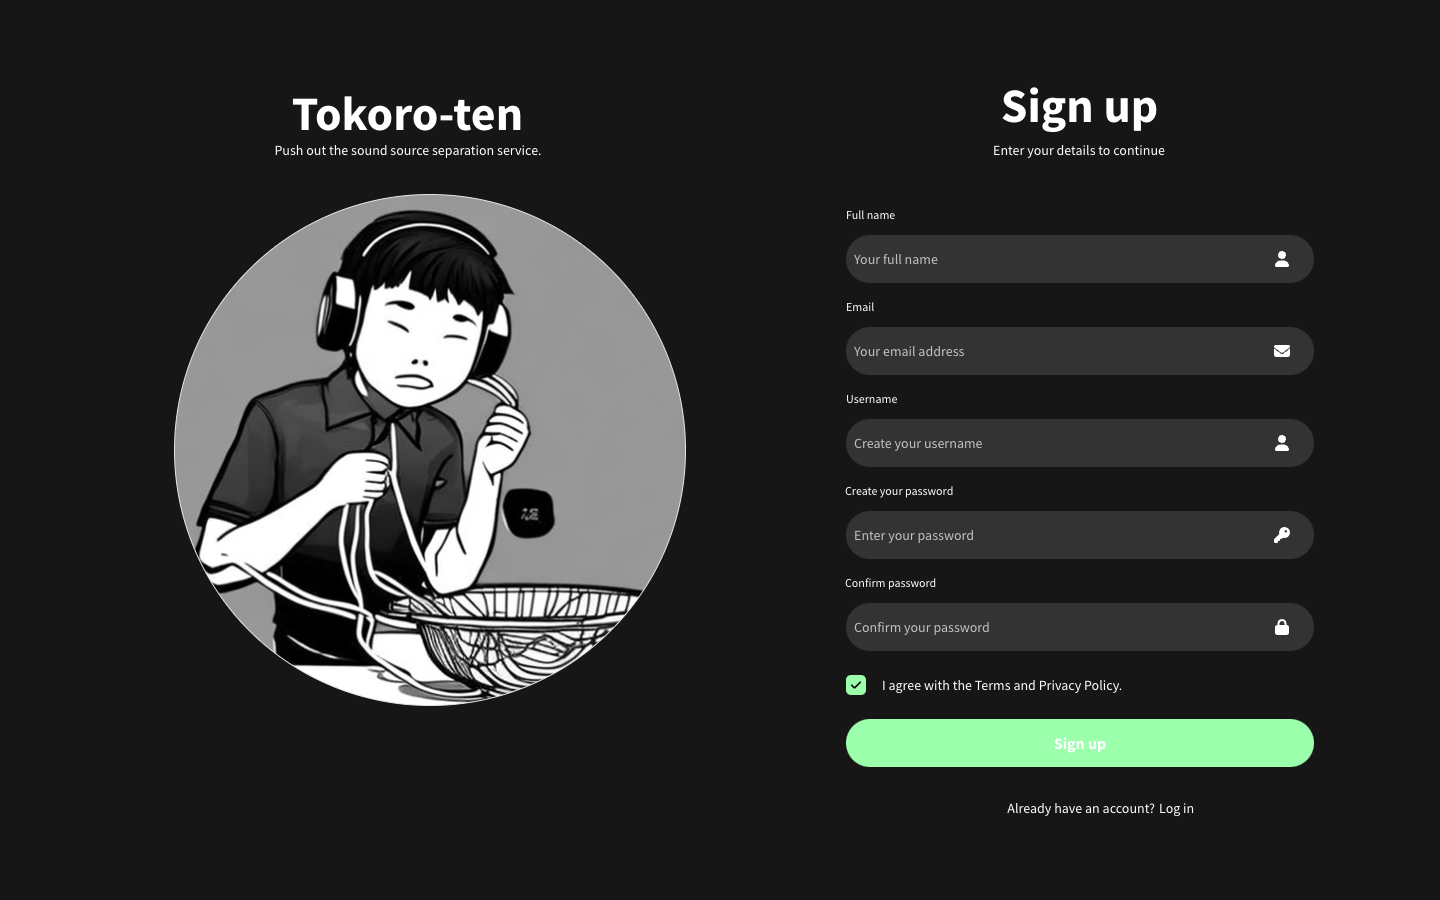 Tokoro-ten
Push out the sound source separation service.
Sign up
Enter your details to continue
Full name
Your full name
Email
Your email address
Username
Create your username
Create your password
Enter your password
Confirm password
Confirm your password
I agree with the Terms and Privacy Policy.
Sign up
Already have an account? Log in